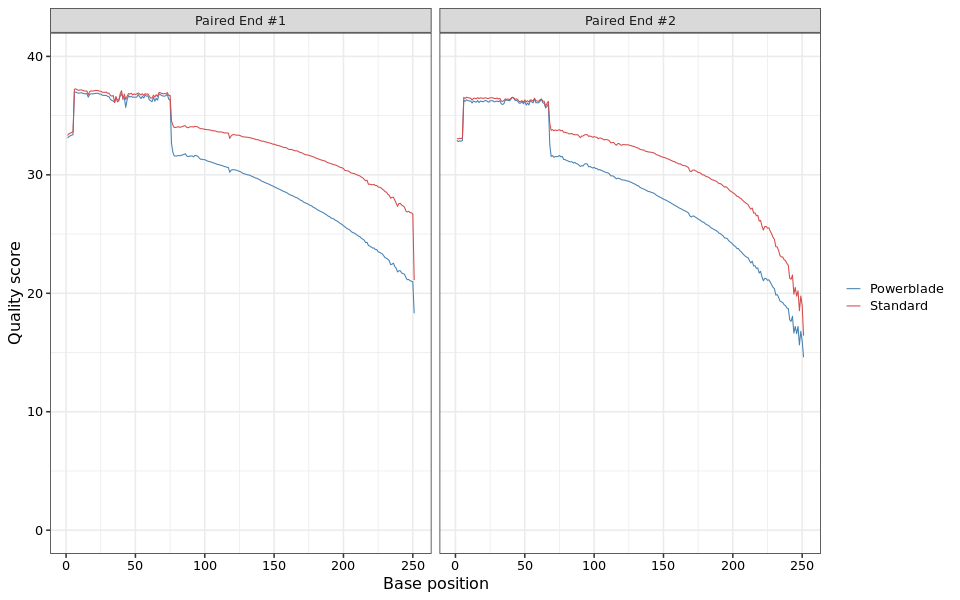 Paired End #1
Paired End #2
Quality score
40
30
20
10
0
0 50 100 150 200 250
0 50 100 150 200 250
Base position
Powerblade
Standard